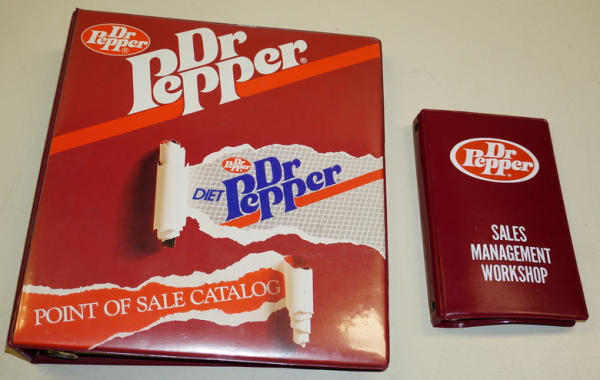 Dr
Pepper®
Dr
Pepper®
Dr
Pepper
DIET Dr
Pepper®
POINT OF SALE CATALOG
Dr
Pepper®
SALES
MANAGEMENT
WORKSHOP